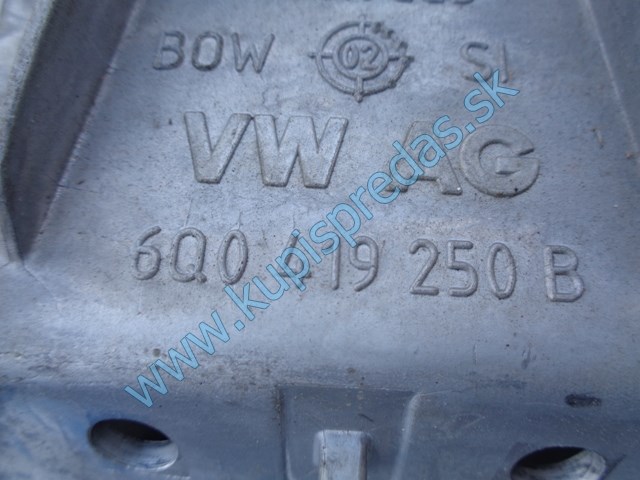 BOW 02 SI
VW AG
6Q0 419 250 B
www.kupispredas.sk